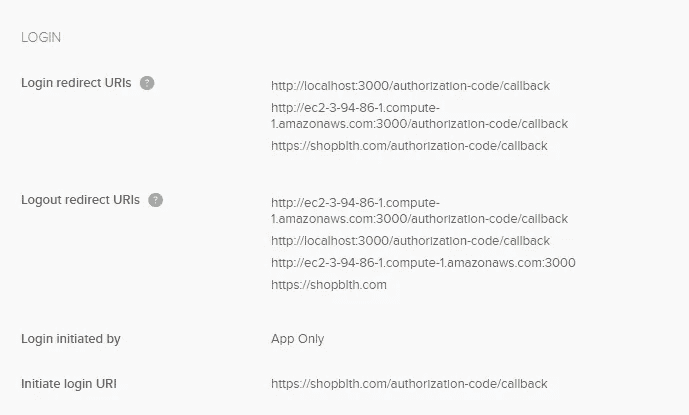 LOGIN
Login redirect URIs ?
http://localhost:3000/authorization-code/callback
http://ec2-3-94-86-1.compute-
1.amazonaws.com:3000/authorization-code/callback
https://shopblth.com/authorization-code/callback
Logout redirect URIs ?
http://ec2-3-94-86-1.compute-
1.amazonaws.com:3000/authorization-code/callback
http://localhost:3000/authorization-code/callback
http://ec2-3-94-86-1.compute-1.amazonaws.com:3000
https://shopblth.com
Login initiated by
App Only
Initiate login URI
https://shopblth.com/authorization-code/callback